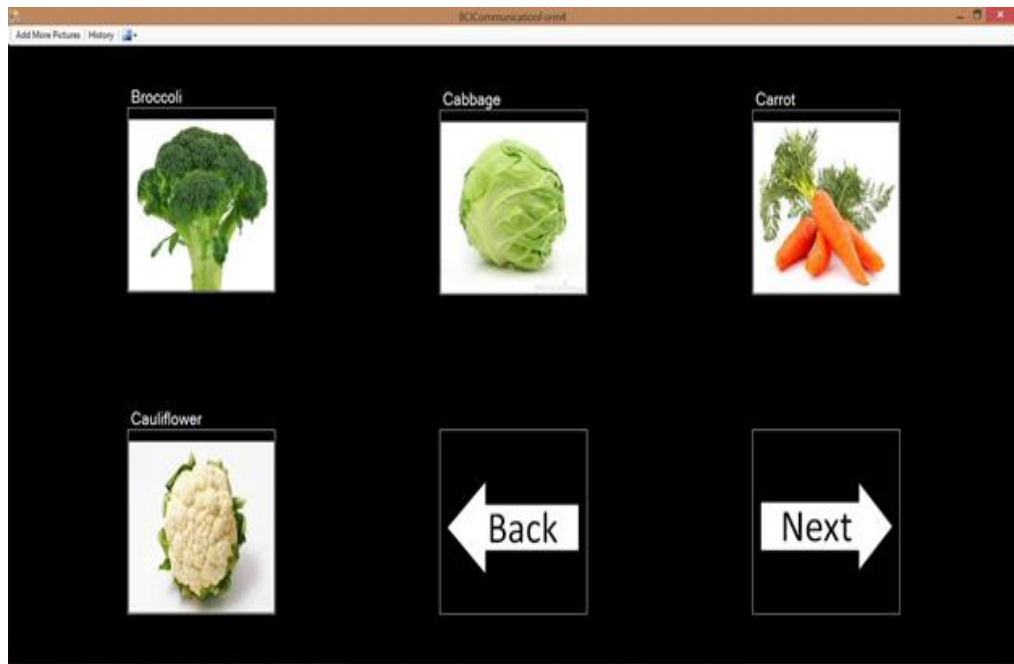 BCICommunicationForm4
Add More Pictures History
Broccoli
Cabbage
Carrot
Cauliflower
Back
Next